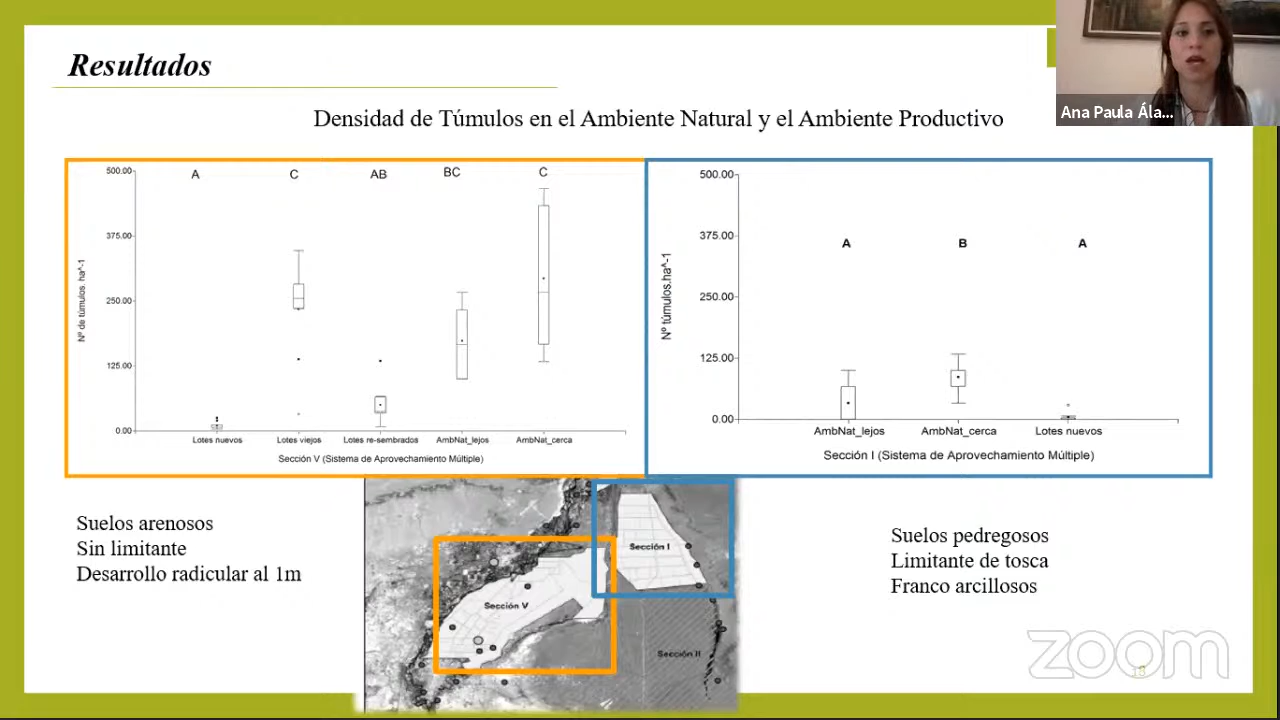 Resultados
Ana Paula Ála...
Densidad de Túmulos en el Ambiente Natural y el Ambiente Productivo
500.00
375.00
250.00
125.00
0.00
A C AB BC C
Nº de túmulos. ha^-1
Lotes nuevos Lotes viejos Lotes re-sembrados AmbNat_lejos AmbNat_cerca
Sección V (Sistema de Aprovechamiento Múltiple)
500.00
375.00
250.00
125.00
0.00
A B A
Nº túmulos.ha^-1
AmbNat_lejos AmbNat_cerca Lotes nuevos
Sección I (Sistema de Aprovechamiento Múltiple)
Suelos arenosos
Sin limitante
Desarrollo radicular al 1m
Sección I
Sección V
Sección II
Suelos pedregosos
Limitante de tosca
Franco arcillosos
zoom